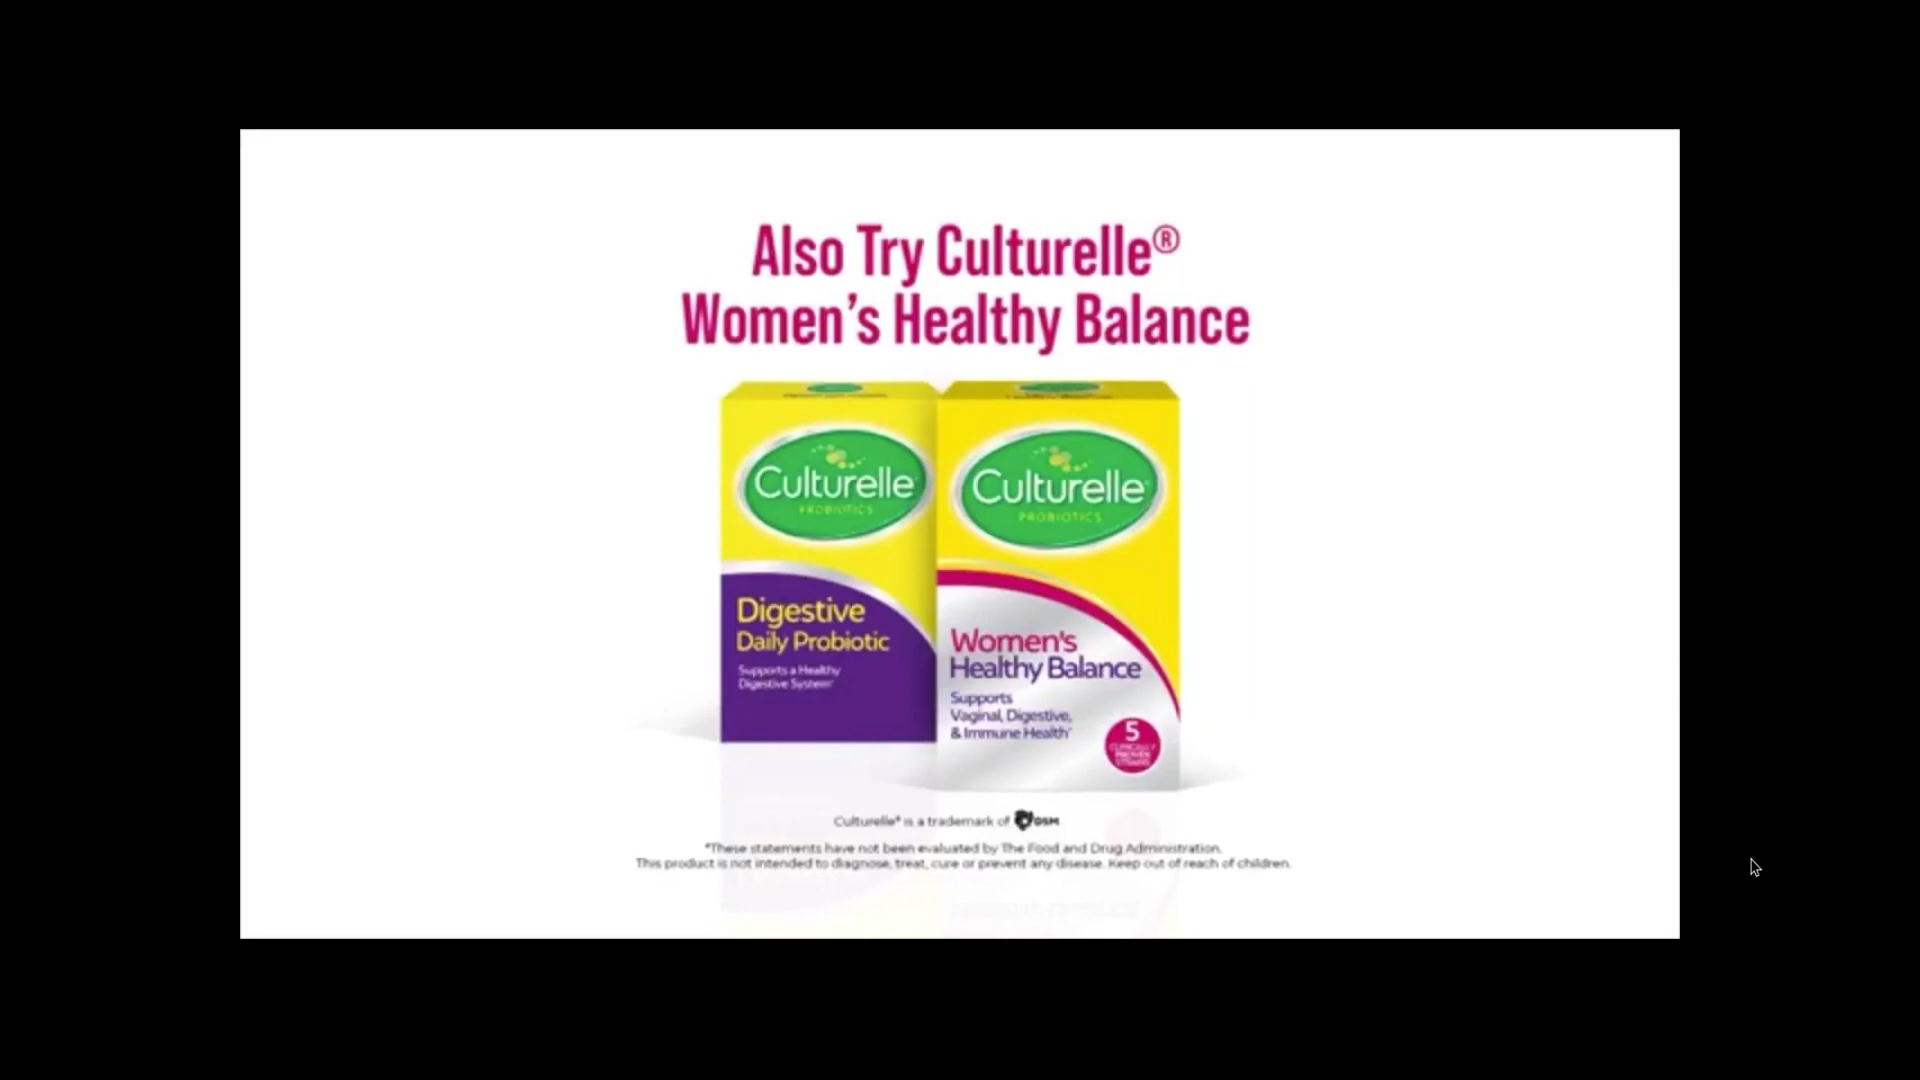 Also Try Culturelle®
Women's Healthy Balance
Culturelle
PROBIOTICS
Digestive
Daily Probiotic
Supports a Healthy
Digestive System*
Culturelle
PROBIOTICS
Women's
Healthy Balance
Supports
Vaginal, Digestive,
& Immune Health*
5
CLINICALLY
PROVEN
STRAINS
Culturelle® is a trademark of DSM
*These statements have not been evaluated by The Food and Drug Administration.
This product is not intended to diagnose, treat, cure or prevent any disease. Keep out of reach of children.